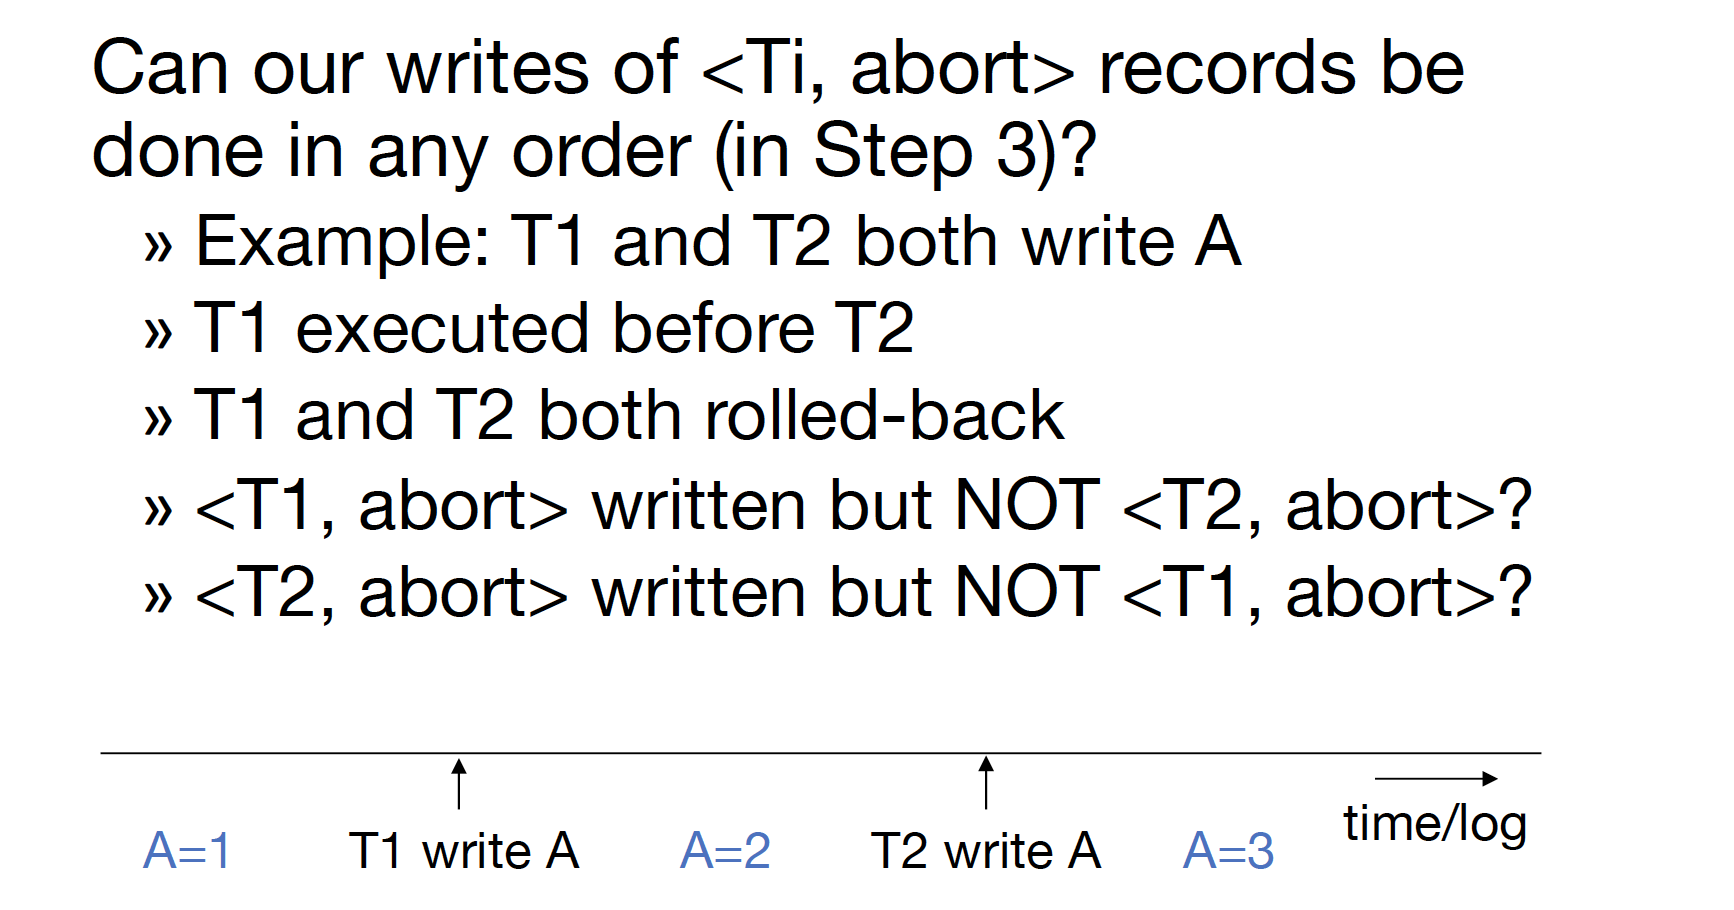 Can our writes of <Ti, abort> records be
done in any order (in Step 3)?
» Example: T1 and T2 both write A
» T1 executed before T2
» T1 and T2 both rolled-back
» <T1, abort> written but NOT <T2, abort>?
» <T2, abort> written but NOT <T1, abort>?
time/log
A=1 T1 write A A=2 T2 write A A=3